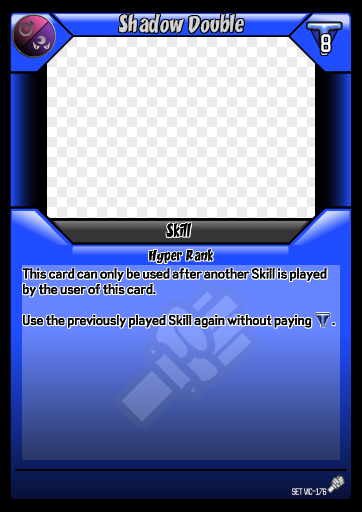 Shadow Double
8
Skill
Hyper Rank
This card can only be used after another Skill is played
by the user of this card.
Use the previously played Skill again without paying .
SET VIC-176